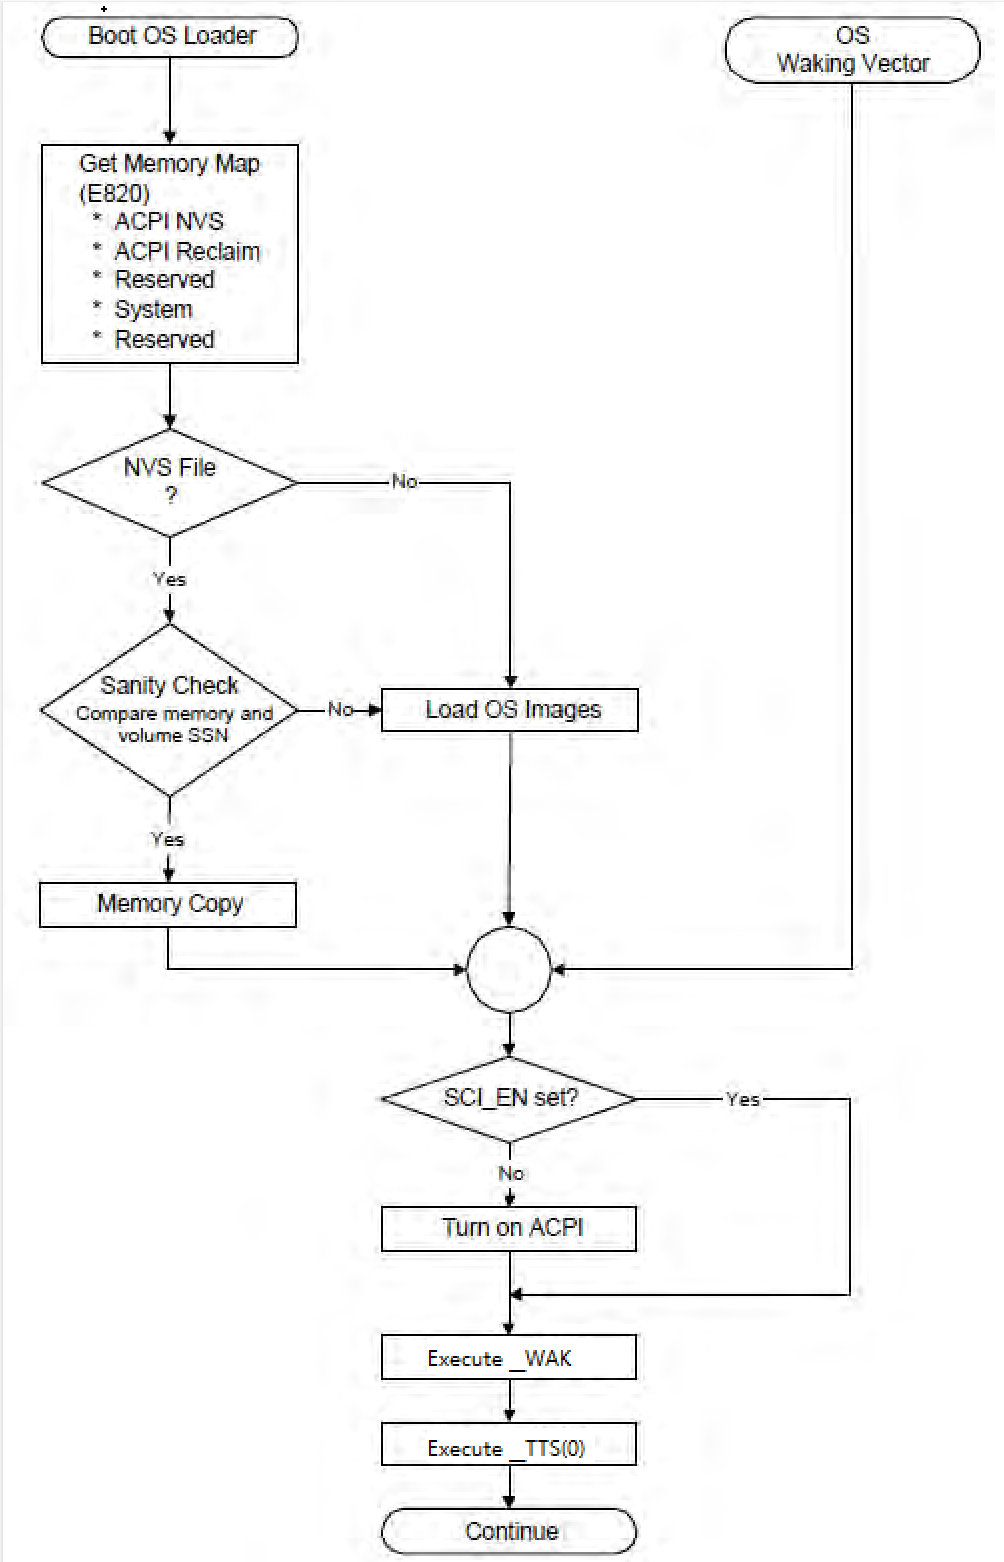 Boot OS Loader
OS
Waking Vector
Get Memory Map
(E820)
* ACPI NVS
* ACPI Reclaim
* Reserved
* System
* Reserved
NVS File
?
No
Yes
Sanity Check
Compare memory and
volume SSN
No
Load OS Images
Yes
Memory Copy
SCI_EN set?
Yes
No
Turn on ACPI
Execute _WAK
Execute _TTS(0)
Continue